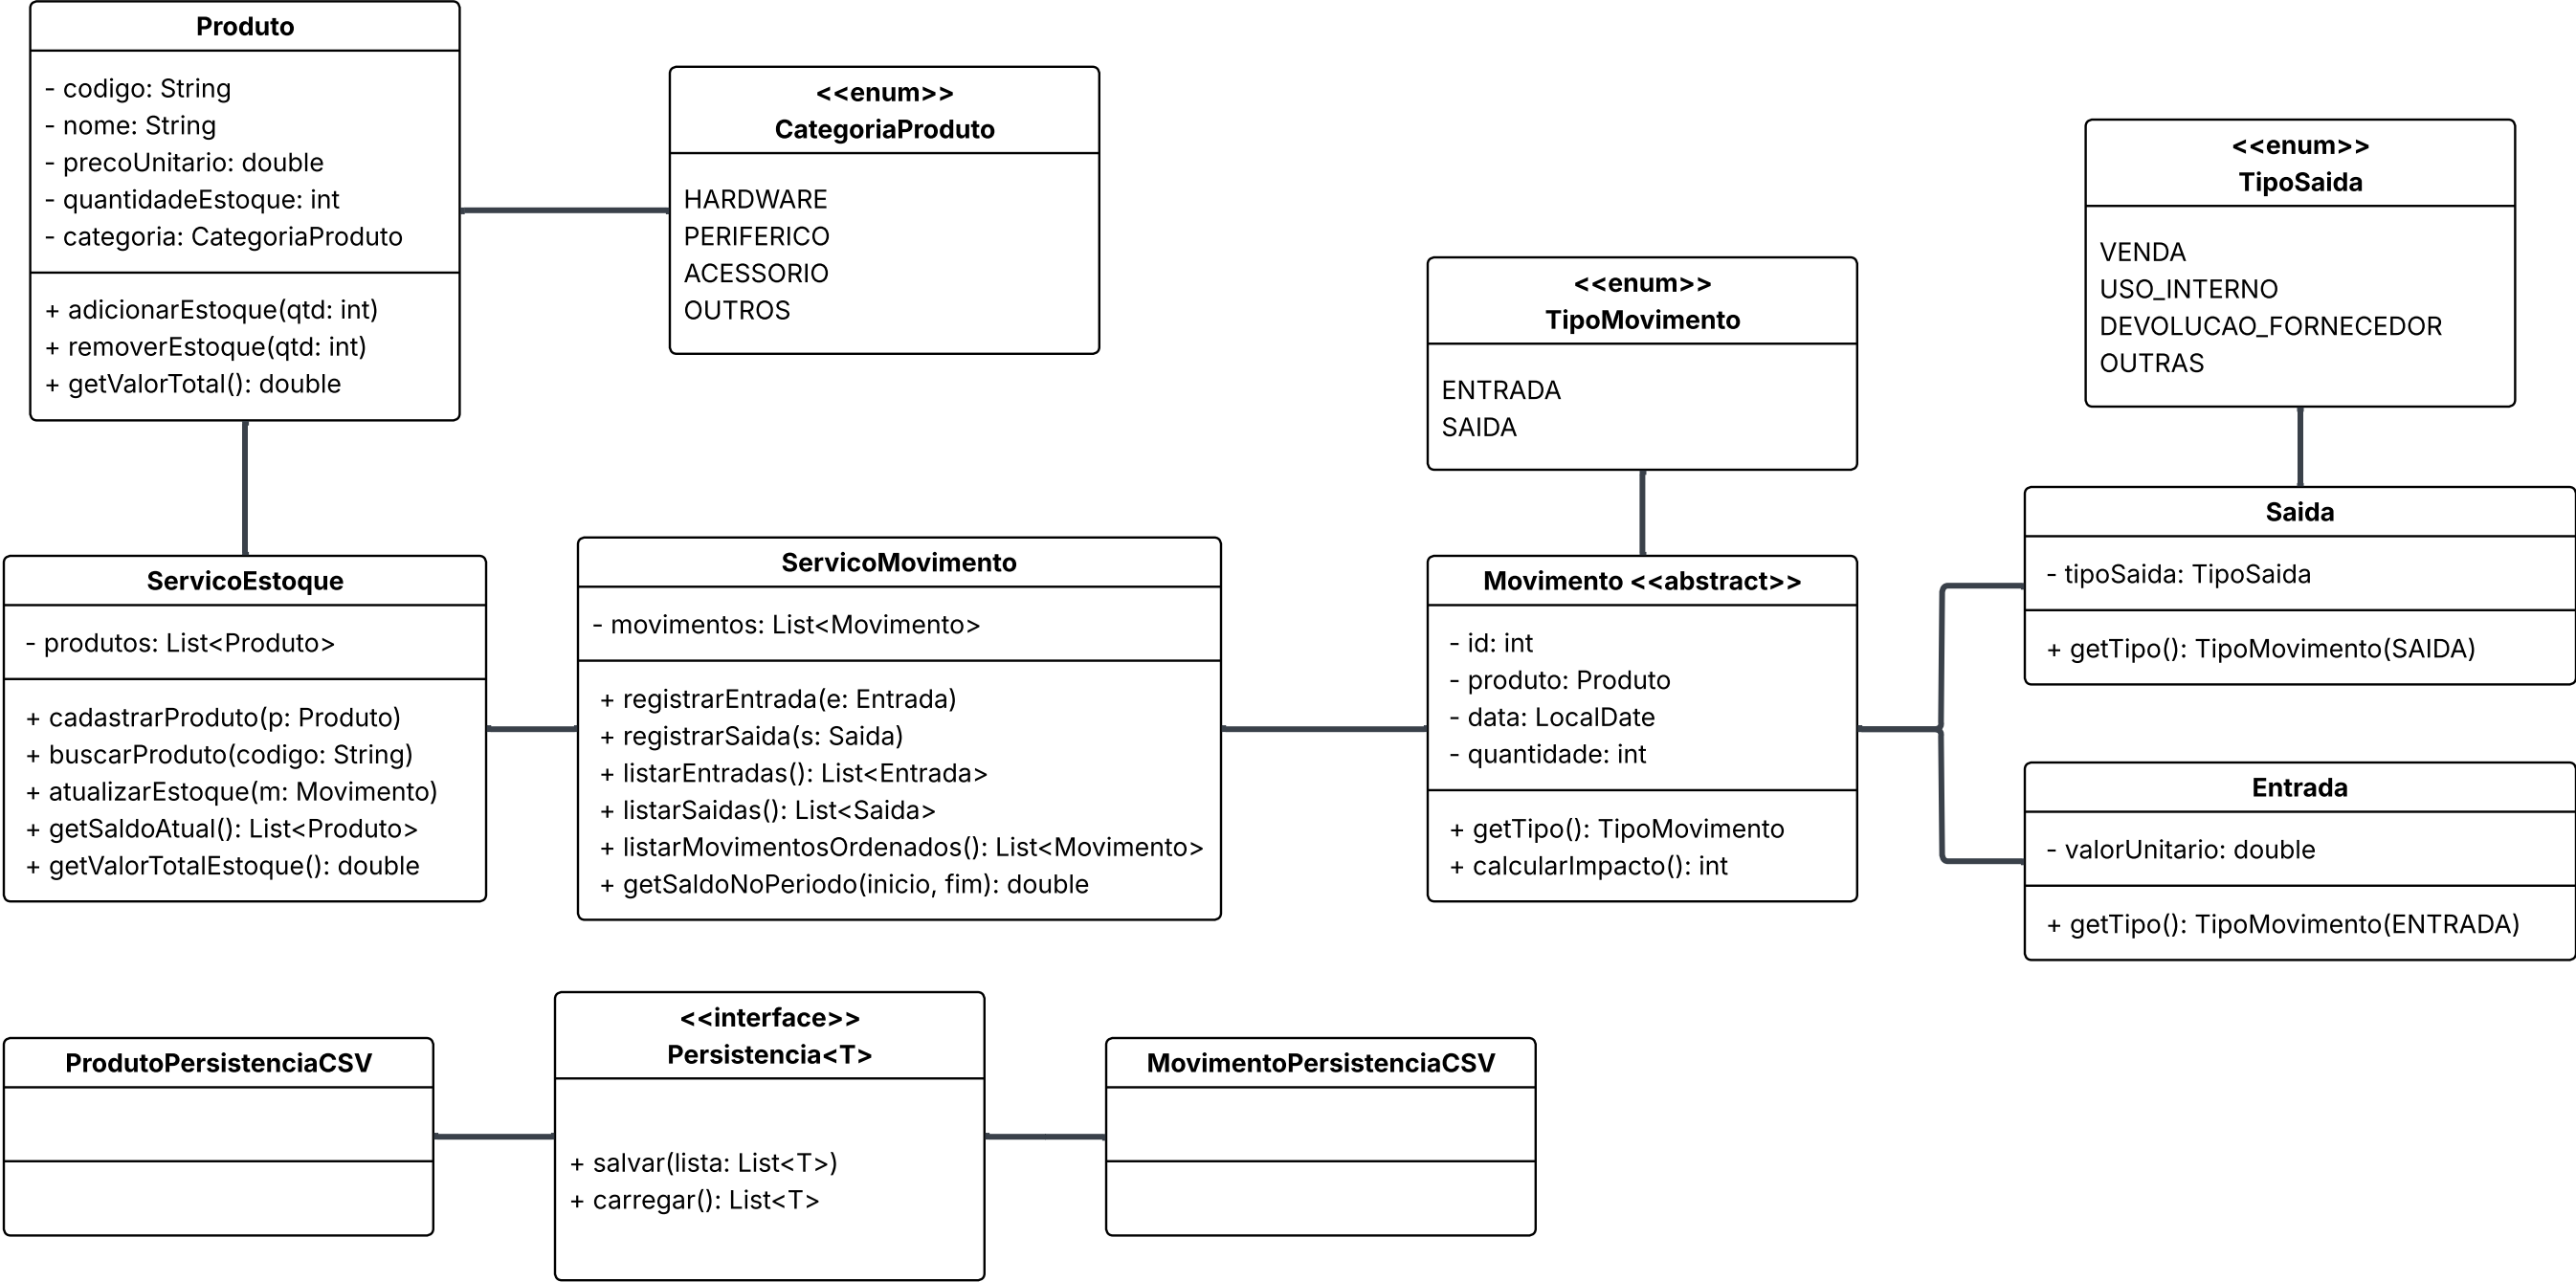 Produto
- codigo: String
- nome: String
- precoUnitario: double
- quantidadeEstoque: int
- categoria: CategoriaProduto
+ adicionarEstoque(qtd: int)
+ removerEstoque(qtd: int)
+ getValorTotal(): double
<<enum>>
CategoriaProduto
HARDWARE
PERIFERICO
ACESSORIO
OUTROS
<<enum>>
TipoMovimento
ENTRADA
SAIDA
<<enum>>
TipoSaida
VENDA
USO_INTERNO
DEVOLUCAO_FORNECEDOR
OUTRAS
ServicoEstoque
- produtos: List<Produto>
+ cadastrarProduto(p: Produto)
+ buscarProduto(codigo: String)
+ atualizarEstoque(m: Movimento)
+ getSaldoAtual(): List<Produto>
+ getValorTotalEstoque(): double
ServicoMovimento
- movimentos: List<Movimento>
+ registrarEntrada(e: Entrada)
+ registrarSaida(s: Saida)
+ listarEntradas(): List<Entrada>
+ listarSaidas(): List<Saida>
+ listarMovimentosOrdenados(): List<Movimento>
+ getSaldoNoPeriodo(inicio, fim): double
Movimento <<abstract>>
- id: int
- produto: Produto
- data: LocalDate
- quantidade: int
+ getTipo(): TipoMovimento
+ calcularImpacto(): int
Saida
- tipoSaida: TipoSaida
+ getTipo(): TipoMovimento(SAIDA)
Entrada
- valorUnitario: double
+ getTipo(): TipoMovimento(ENTRADA)
ProdutoPersistenciaCSV
<<interface>>
Persistencia<T>
+ salvar(lista: List<T>)
+ carregar(): List<T>
MovimentoPersistenciaCSV